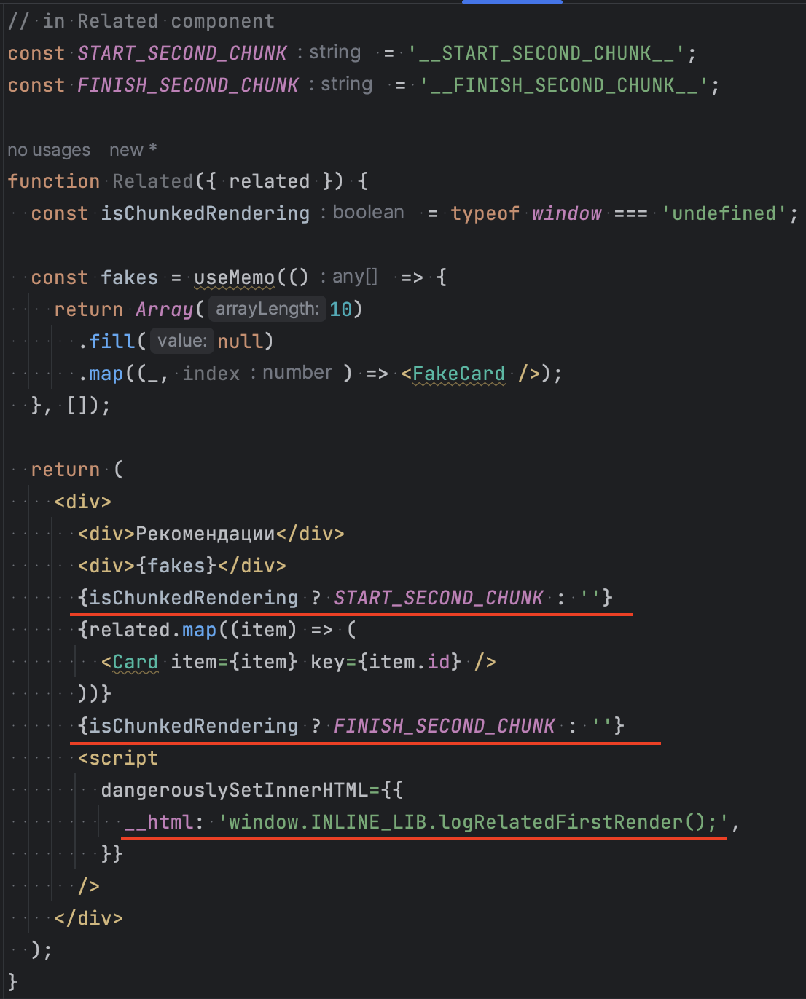 // in Related component
const START_SECOND_CHUNK : string = '__START_SECOND_CHUNK__';
const FINISH_SECOND_CHUNK : string = '__FINISH_SECOND_CHUNK__';
no usages new *
function Related({ related }) {
const isChunkedRendering : boolean = typeof window === 'undefined';
const fakes = useMemo(() : any[] => {
return Array( arrayLength: 10)
.fill( value: null)
.map((_, index : number ) => <FakeCard />);
}, []);
return (
<div>
<div>Рекомендации</div>
<div>{fakes}</div>
{isChunkedRendering ? START_SECOND_CHUNK : ''}
{related.map((item) => (
<Card item={item} key={item.id} />
))}
{isChunkedRendering ? FINISH_SECOND_CHUNK : ''}
<script
dangerouslySetInnerHTML={{
__html: 'window.INLINE_LIB.logRelatedFirstRender();',
}}
/>
</div>
);
}